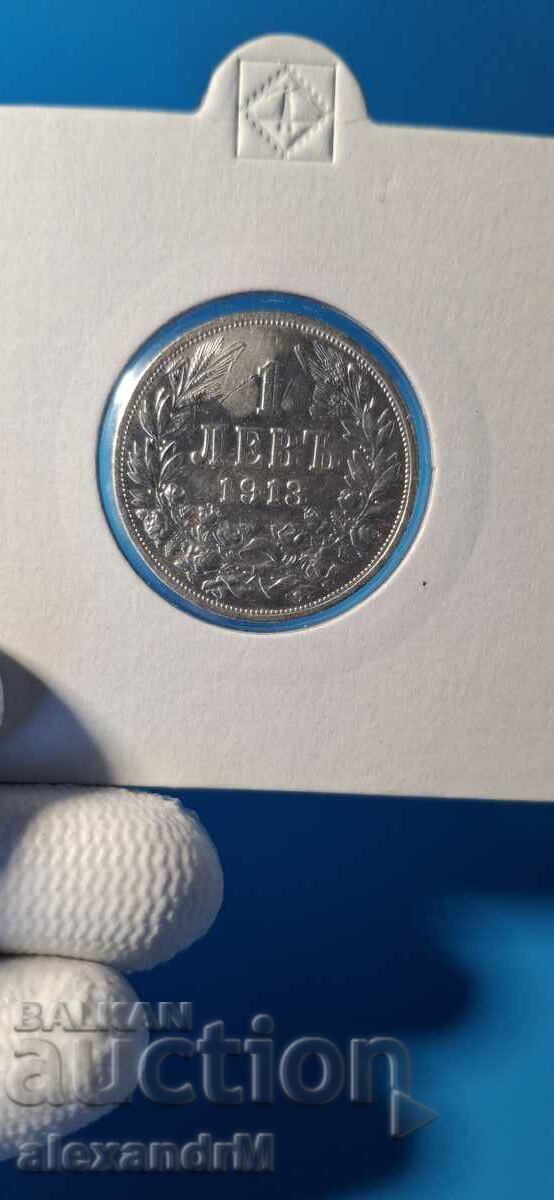 1
ЛЕВЪ
1913
BALKAN
auction
alexandrM